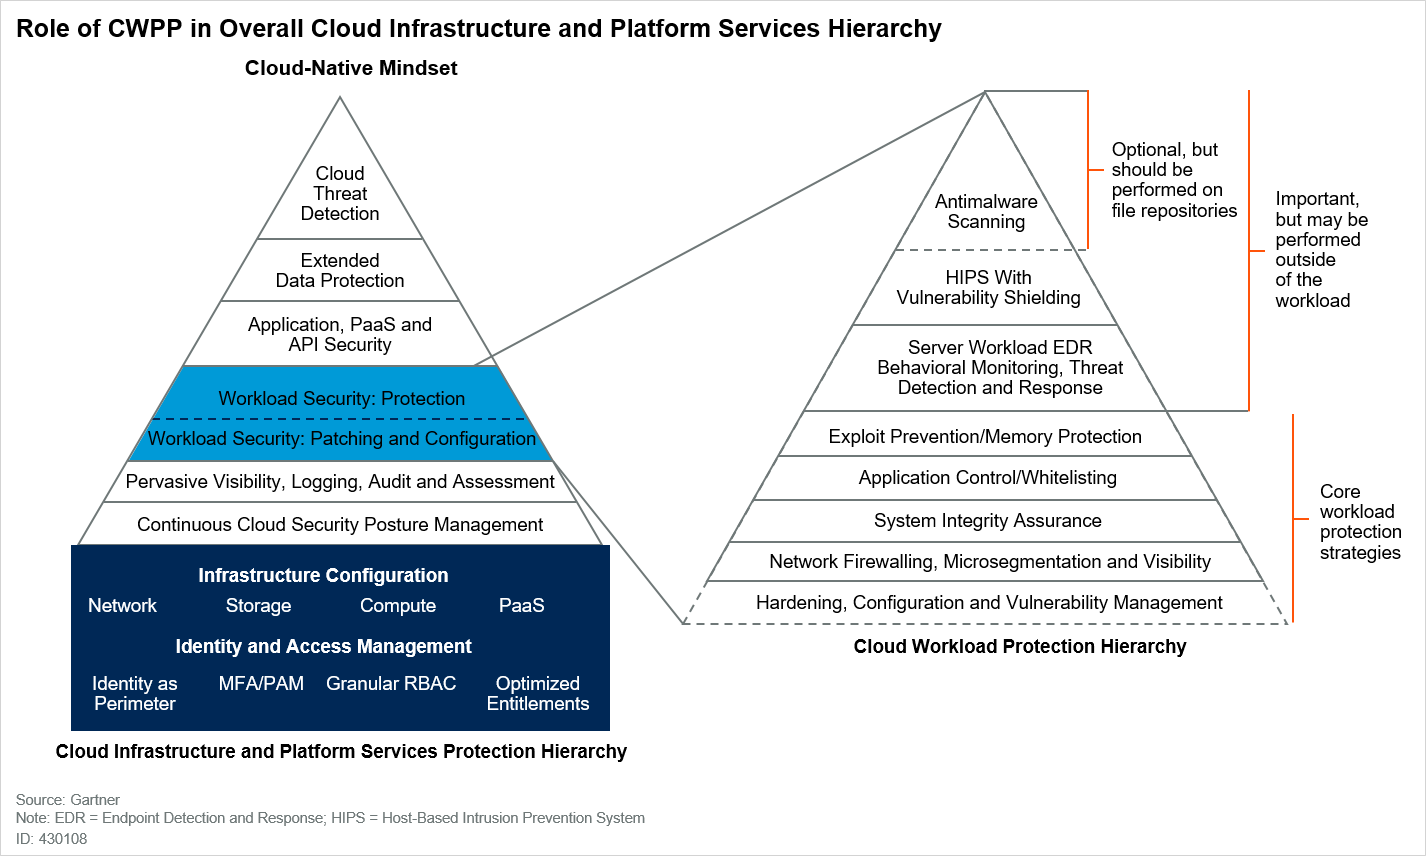 Role of CWPP in Overall Cloud Infrastructure and Platform Services Hierarchy
Cloud-Native Mindset
Cloud
Threat
Detection
Extended
Data Protection
Application, PaaS and
API Security
Workload Security: Protection
Workload Security: Patching and Configuration
Pervasive Visibility, Logging, Audit and Assessment
Continuous Cloud Security Posture Management
Infrastructure Configuration
Network
Storage
Compute
PaaS
Identity and Access Management
Identity as
Perimeter
MFA/PAM
Granular RBAC
Optimized
Entitlements
Cloud Infrastructure and Platform Services Protection Hierarchy
Antimalware
Scanning
HIPS With
Vulnerability Shielding
Server Workload EDR
Behavioral Monitoring, Threat
Detection and Response
Exploit Prevention/Memory Protection
Application Control/Whitelisting
System Integrity Assurance
Network Firewalling, Microsegmentation and Visibility
Hardening, Configuration and Vulnerability Management
Cloud Workload Protection Hierarchy
Optional, but
should be
performed on
file repositories
Important,
but may be
performed
outside
of the
workload
Core
workload
protection
strategies
Source: Gartner
Note: EDR = Endpoint Detection and Response; HIPS = Host-Based Intrusion Prevention System
ID: 430108